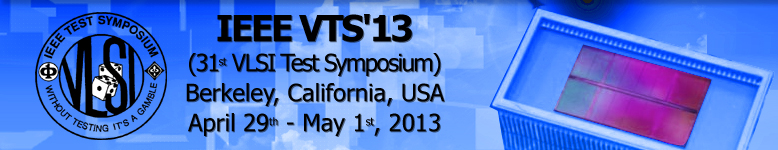 IEEE TEST SYMPOSIUM
VLSI
WITHOUT TESTING IT'S A GAMBLE
IEEE VTS'13
(31st VLSI Test Symposium)
Berkeley, California, USA
April 29th - May 1st, 2013